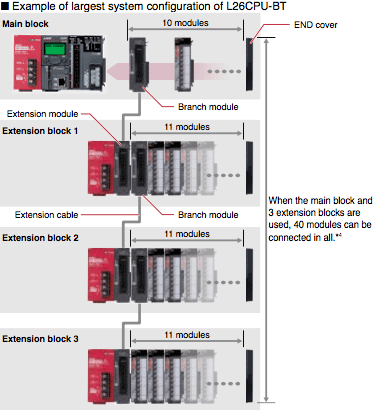 ■ Example of largest system configuration of L26CPU-BT
Main block
10 modules
END cover
Branch module
Extension module
Extension block 1
11 modules
Extension cable
Branch module
Extension block 2
11 modules
When the main block and
3 extension blocks are
used, 40 modules can be
connected in all.*4
Extension block 3
11 modules